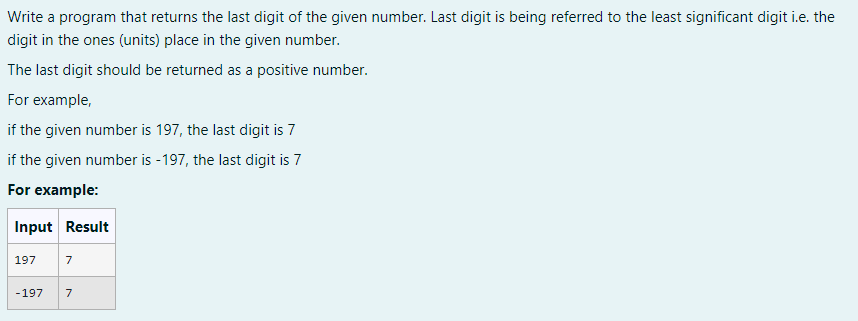 Write a program that returns the last digit of the given number. Last digit is being referred to the least significant digit i.e. the
digit in the ones (units) place in the given number.
The last digit should be returned as a positive number.
For example,
if the given number is 197, the last digit is 7
if the given number is -197, the last digit is 7
For example:
Input Result
197 7
-197 7